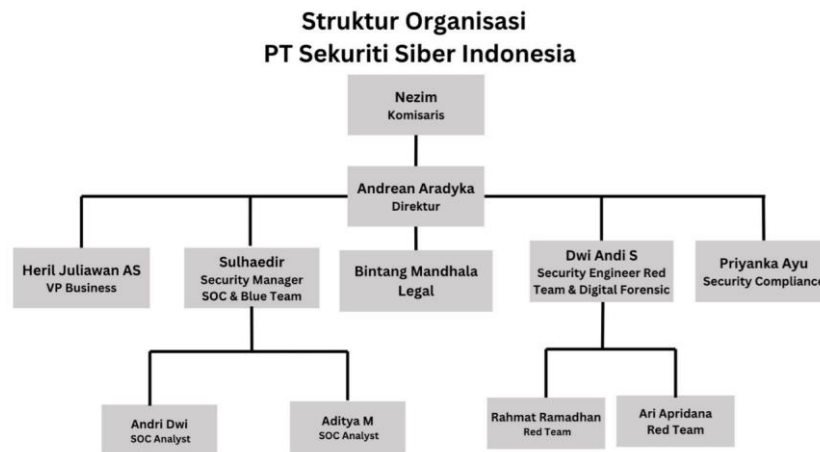 Struktur Organisasi
PT Sekuriti Siber Indonesia
Nezim
Komisaris
Andrean Aradyka
Direktur
Heril Juliawan AS
VP Business
Sulhaedir
Security Manager
SOC & Blue Team
Bintang Mandhala
Legal
Dwi Andi S
Security Engineer Red
Team & Digital Forensic
Priyanka Ayu
Security Compliance
Andri Dwi
SOC Analyst
Aditya M
SOC Analyst
Rahmat Ramadhan
Red Team
Ari Apridana
Red Team